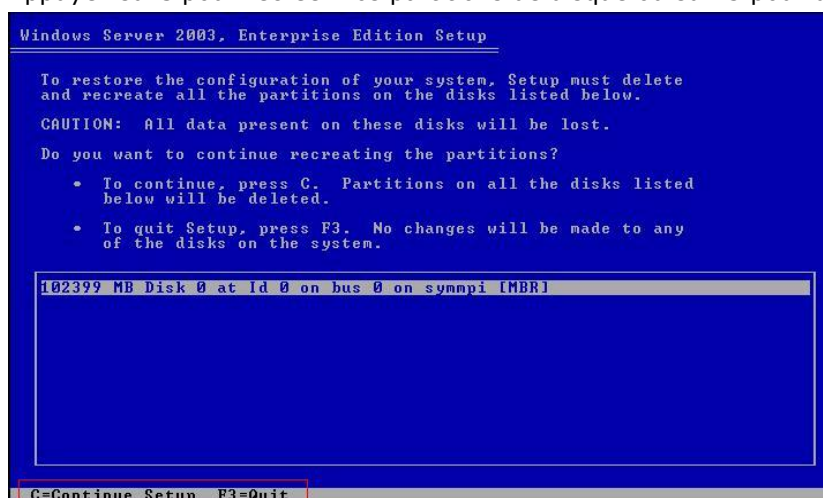 Windows Server 2003, Enterprise Edition Setup
To restore the configuration of your system, Setup must delete
and recreate all the partitions on the disks listed below.
CAUTION: All data present on these disks will be lost.
Do you want to continue recreating the partitions?
• To continue, press C. Partitions on all the disks listed
below will be deleted.
• To quit Setup, press F3. No changes will be made to any
of the disks on the system.
102399 MB Disk 0 at Id 0 on bus 0 on symmpi [MBR]
C=Continue Setup F3=Quit